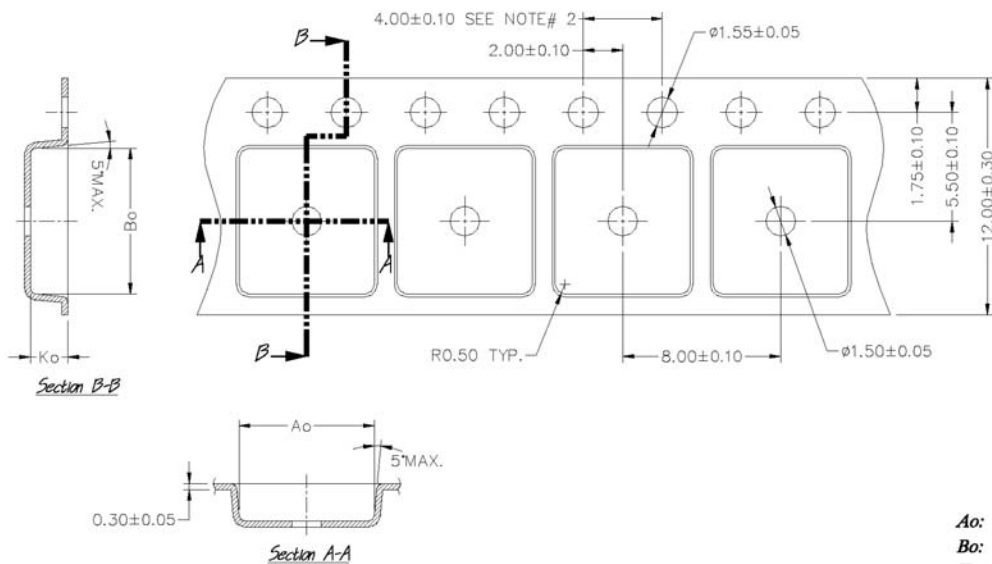 4.00±0.10 SEE NOTE# 2
B
ø1.55±0.05
2.00±0.10
5°MAX.
Bo
1.75±0.10
5.50±0.10
12.00±0.30
A
A
Ko
B
R0.50 TYP.
8.00±0.10
ø1.50±0.05
Section B-B
Ao
5°MAX.
0.30±0.05
Section A-A
Ao:
Bo: